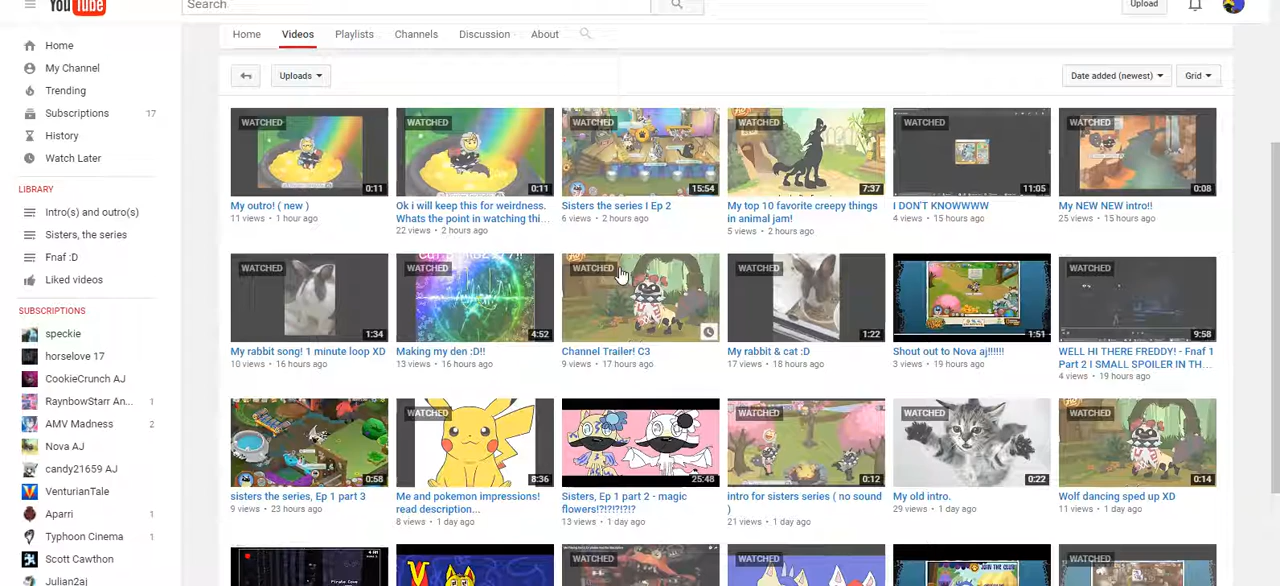 YouTube
Search
Upload
Home
My Channel
Trending
Subscriptions 17
History
Watch Later
LIBRARY
Intro(s) and outro(s)
Sisters, the series
Fnaf :D
Liked videos
SUBSCRIPTIONS
speckie
horselove 17
CookieCrunch AJ
RaynbowStarr An... 1
AMV Madness 2
Nova AJ
candy21659 AJ
VenturianTale
Aparri 1
Typhoon Cinema 1
Scott Cawthon
Julian2aj
Home Videos Playlists Channels Discussion About
Uploads
Date added (newest)
Grid
WATCHED
0:11
My outro! ( new )
11 views • 1 hour ago
WATCHED
0:11
Ok i will keep this for weirdness.
Whats the point in watching thi...
22 views • 2 hours ago
WATCHED
15:54
Sisters the series I Ep 2
6 views • 2 hours ago
WATCHED
7:37
My top 10 favorite creepy things
in animal jam!
5 views • 2 hours ago
WATCHED
11:05
I DON'T KNOWWWW
4 views • 15 hours ago
WATCHED
0:08
My NEW NEW intro!!
25 views • 15 hours ago
WATCHED
1:34
My rabbit song! 1 minute loop XD
10 views • 16 hours ago
WATCHED
4:52
Making my den :D!!
13 views • 16 hours ago
WATCHED
Channel Trailer! C3
9 views • 17 hours ago
WATCHED
1:22
My rabbit & cat :D
17 views • 18 hours ago
1:51
Shout out to Nova aj!!!!!!
3 views • 19 hours ago
WATCHED
9:58
WELL HI THERE FREDDY! - Fnaf 1
Part 2 I SMALL SPOILER IN TH...
4 views • 19 hours ago
0:58
sisters the series, Ep 1 part 3
9 views • 23 hours ago
WATCHED
8:36
Me and pokemon impressions!
read description...
8 views • 1 day ago
25:48
Sisters, Ep 1 part 2 - magic
flowers!?!?!?!?!?
13 views • 1 day ago
WATCHED
0:12
intro for sisters series ( no sound
)
21 views • 1 day ago
WATCHED
0:22
My old intro.
29 views • 1 day ago
WATCHED
0:14
Wolf dancing sped up XD
11 views • 1 day ago
Pirate Cove
WATCHED
WATCHED
JOIN THE CLUB!
WATCHED